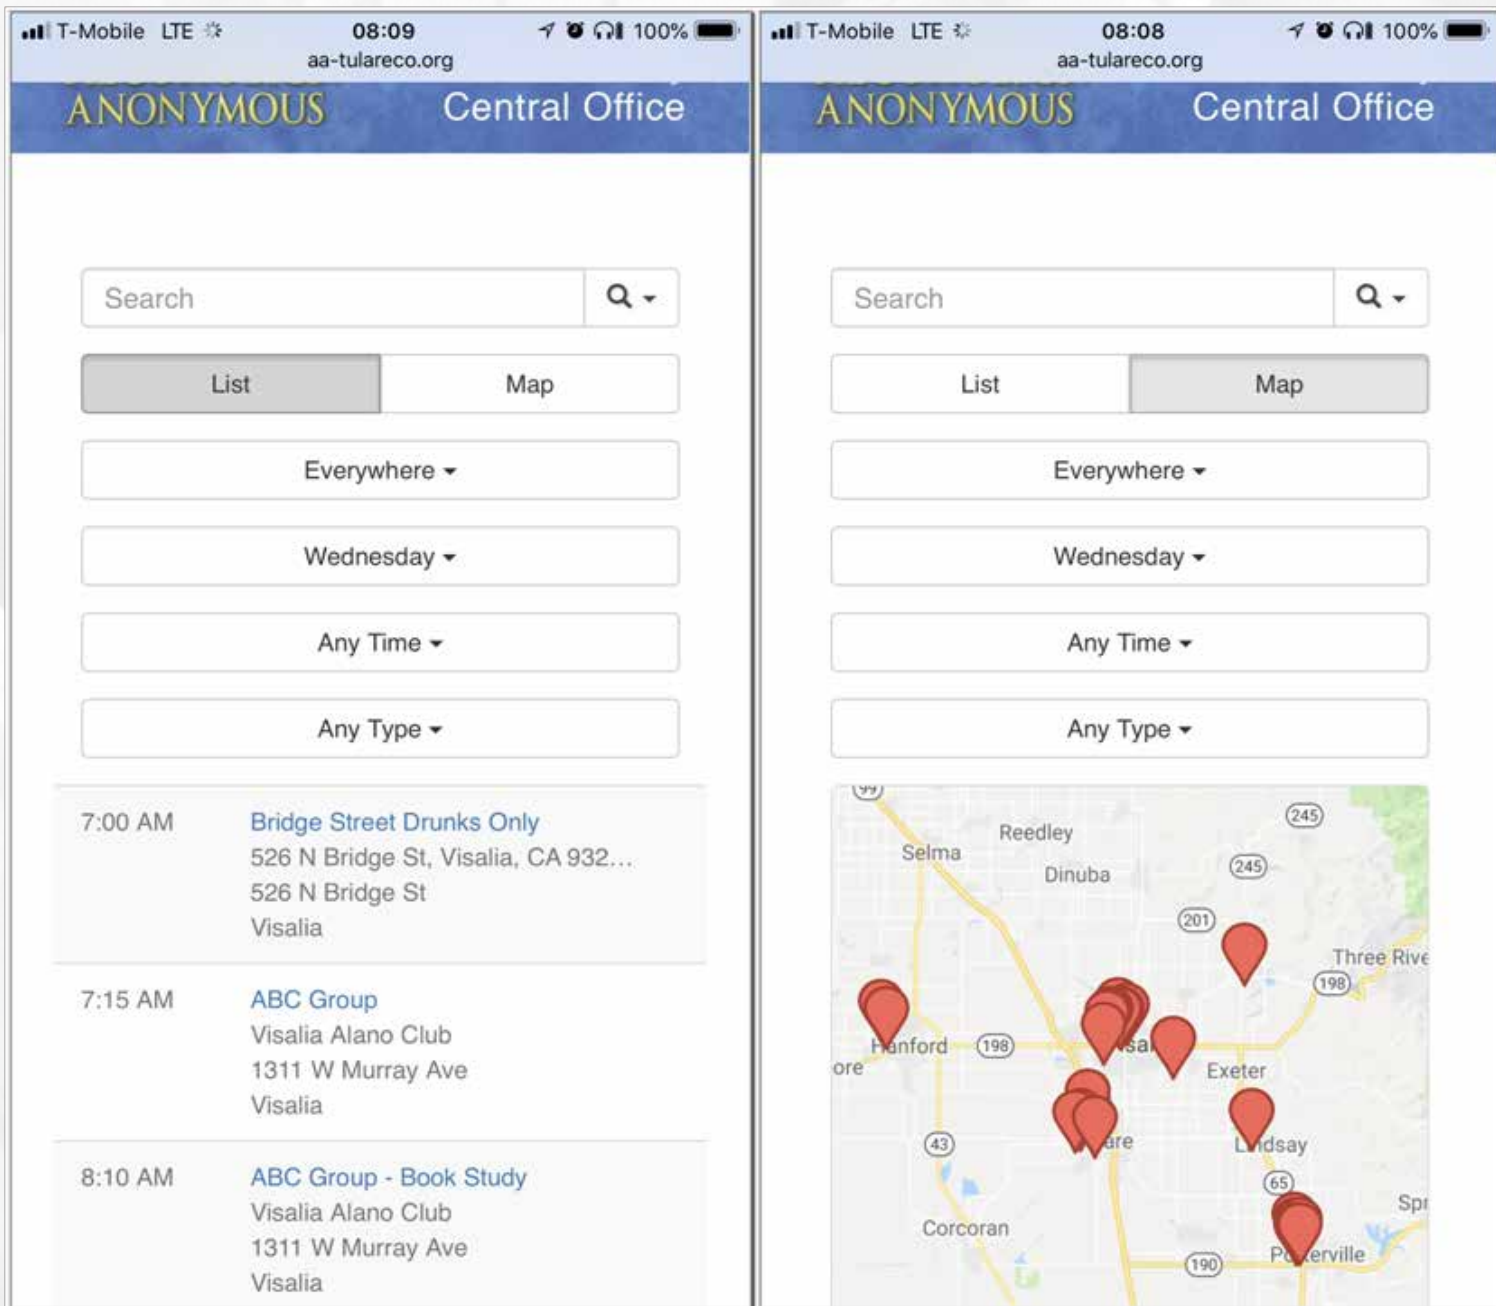 T-Mobile LTE 08:09 100%
aa-tulareco.org
ANONYMOUS Central Office
Search
List Map
Everywhere
Wednesday
Any Time
Any Type
7:00 AM Bridge Street Drunks Only
526 N Bridge St, Visalia, CA 932...
526 N Bridge St
Visalia
7:15 AM ABC Group
Visalia Alano Club
1311 W Murray Ave
Visalia
8:10 AM ABC Group - Book Study
Visalia Alano Club
1311 W Murray Ave
Visalia
T-Mobile LTE 08:08 100%
aa-tulareco.org
ANONYMOUS Central Office
Search
List Map
Everywhere
Wednesday
Any Time
Any Type
99
245
Reedley
Selma
245
Dinuba
201
Three Rive
198
Hanford 198
ore
Exeter
43
Lindsay
65
Spr
Corcoran
190